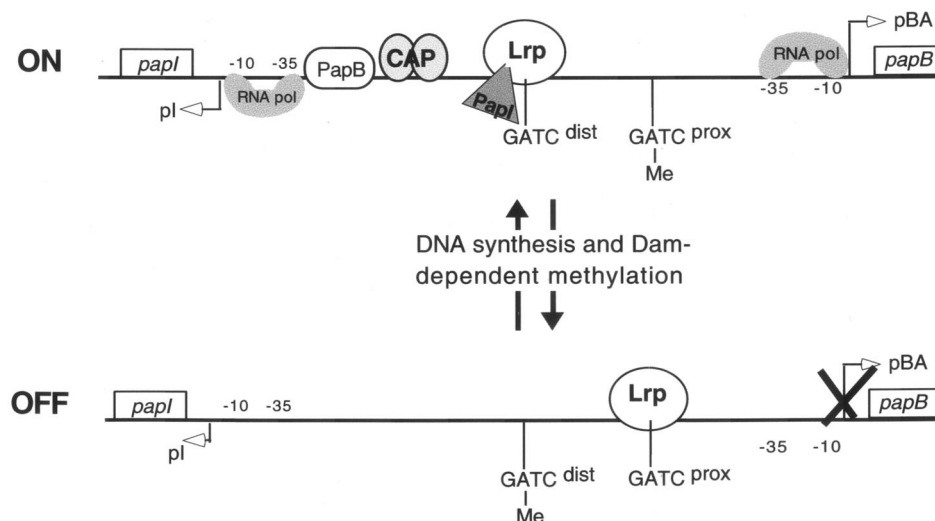 pBA
ON
papI
-10
-35
PapB
CAP
Lrp
RNA pol
papB
pI
RNA pol
PapI
-35
-10
GATC dist
GATC prox
Me
DNA synthesis and Dam-
dependent methylation
pBA
OFF
papI
-10
-35
Lrp
papB
pI
-35
-10
GATC dist
GATC prox
Me